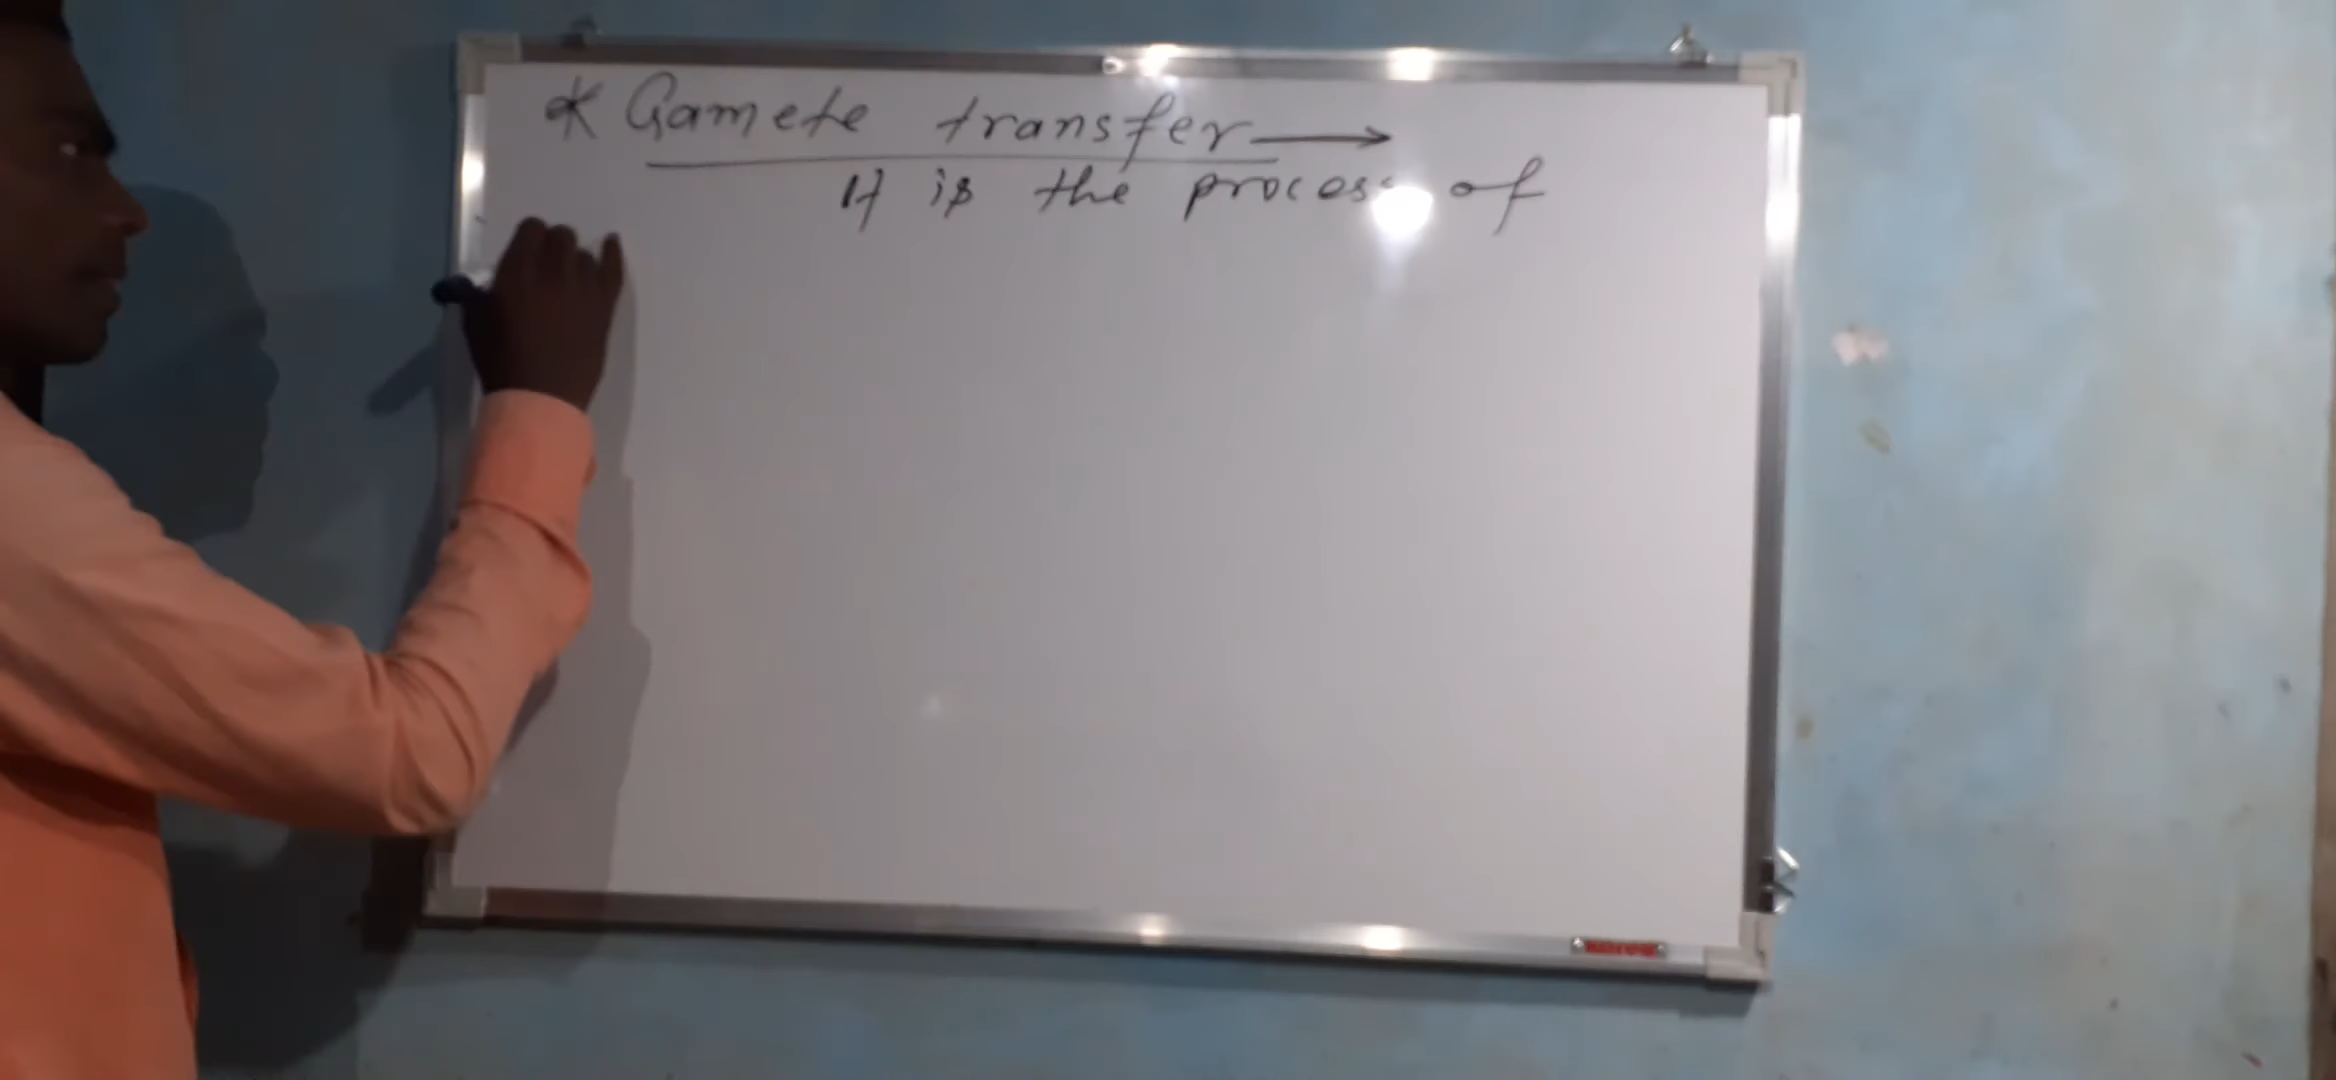 * Gamete transfer →
It is the process of